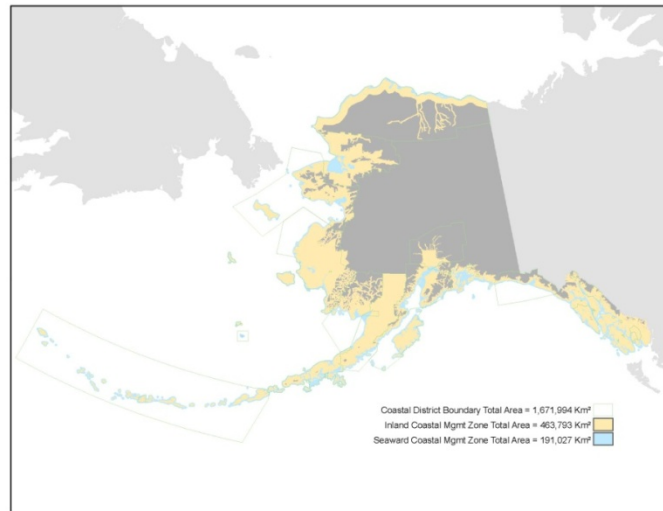 Coastal District Boundary Total Area = 1,671,994 Km²
Inland Coastal Mgmt Zone Total Area = 463,793 Km²
Seaward Coastal Mgmt Zone Total Area = 191,027 Km²